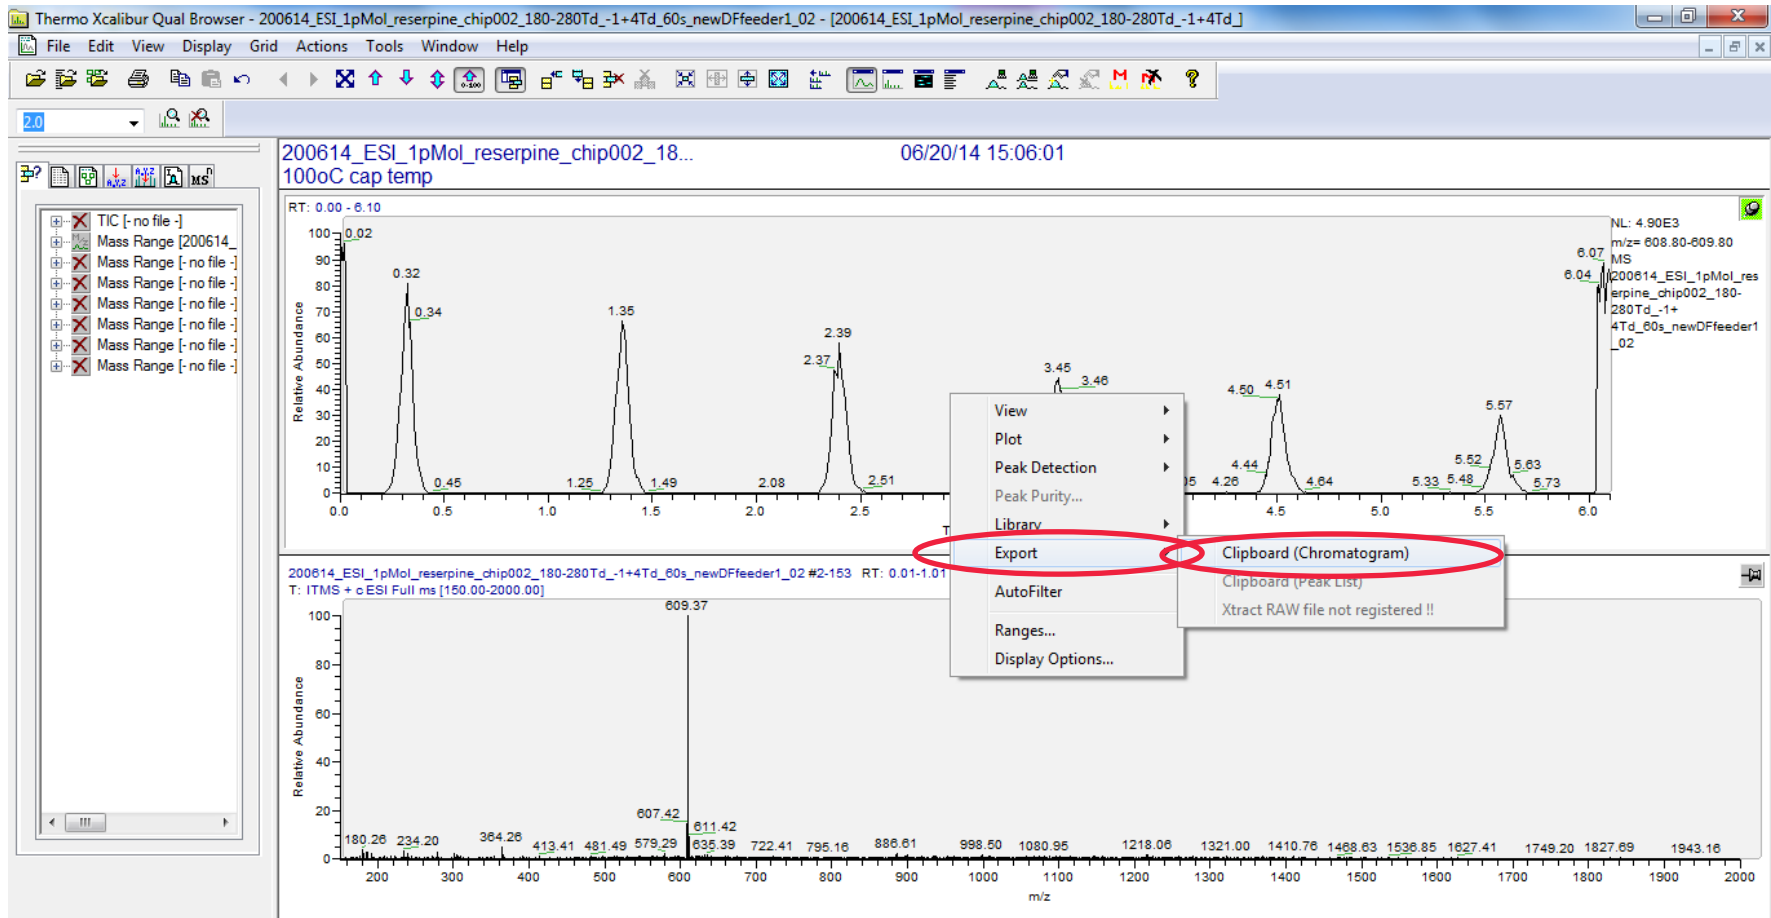 Thermo Xcalibur Qual Browser - 200614_ESI_1pMol_reserpine_chip002_180-280Td_-1+4Td_60s_newDFfeeder1_02 - [200614_ESI_1pMol_reserpine_chip002_180-280Td_-1+4Td_]
File Edit View Display Grid Actions Tools Window Help
2.0
TIC [- no file -]
Mass Range [200614_
Mass Range [- no file -]
Mass Range [- no file -]
Mass Range [- no file -]
Mass Range [- no file -]
Mass Range [- no file -]
Mass Range [- no file -]
200614_ESI_1pMol_reserpine_chip002_18... 06/20/14 15:06:01
100oC cap temp
RT: 0.00 - 6.10
NL: 4.90E3
m/z= 608.80-609.80
MS
200614_ESI_1pMol_res
erpine_chip002_180-
280Td_-1+
4Td_60s_newDFfeeder1
_02
Relative Abundance
100
90
80
70
60
50
40
30
20
10
0
0.02
0.32
0.34
0.45
1.25
1.35
1.49
2.08
2.37
2.39
2.51
3.45
3.46
4.26
4.44
4.50
4.51
4.64
5.33
5.48
5.52
5.57
5.63
5.73
6.04
6.07
0.0 0.5 1.0 1.5 2.0 2.5 4.5 5.0 5.5 6.0
View
Plot
Peak Detection
Peak Purity...
Library
Export
AutoFilter
Ranges...
Display Options...
Clipboard (Chromatogram)
Clipboard (Peak List)
Xtract RAW file not registered !!
200614_ESI_1pMol_reserpine_chip002_180-280Td_-1+4Td_60s_newDFfeeder1_02 #2-153 RT: 0.01-1.01
T: ITMS + c ESI Full ms [150.00-2000.00]
Relative Abundance
100
80
60
40
20
0
180.26
234.20
364.26
413.41
481.49
579.29
607.42
609.37
611.42
635.39
722.41
795.16
886.61
998.50
1080.95
1218.06
1321.00
1410.76
1468.63
1536.85
1627.41
1749.20
1827.69
1943.16
200 300 400 500 600 700 800 900 1000 1100 1200 1300 1400 1500 1600 1700 1800 1900 2000
m/z